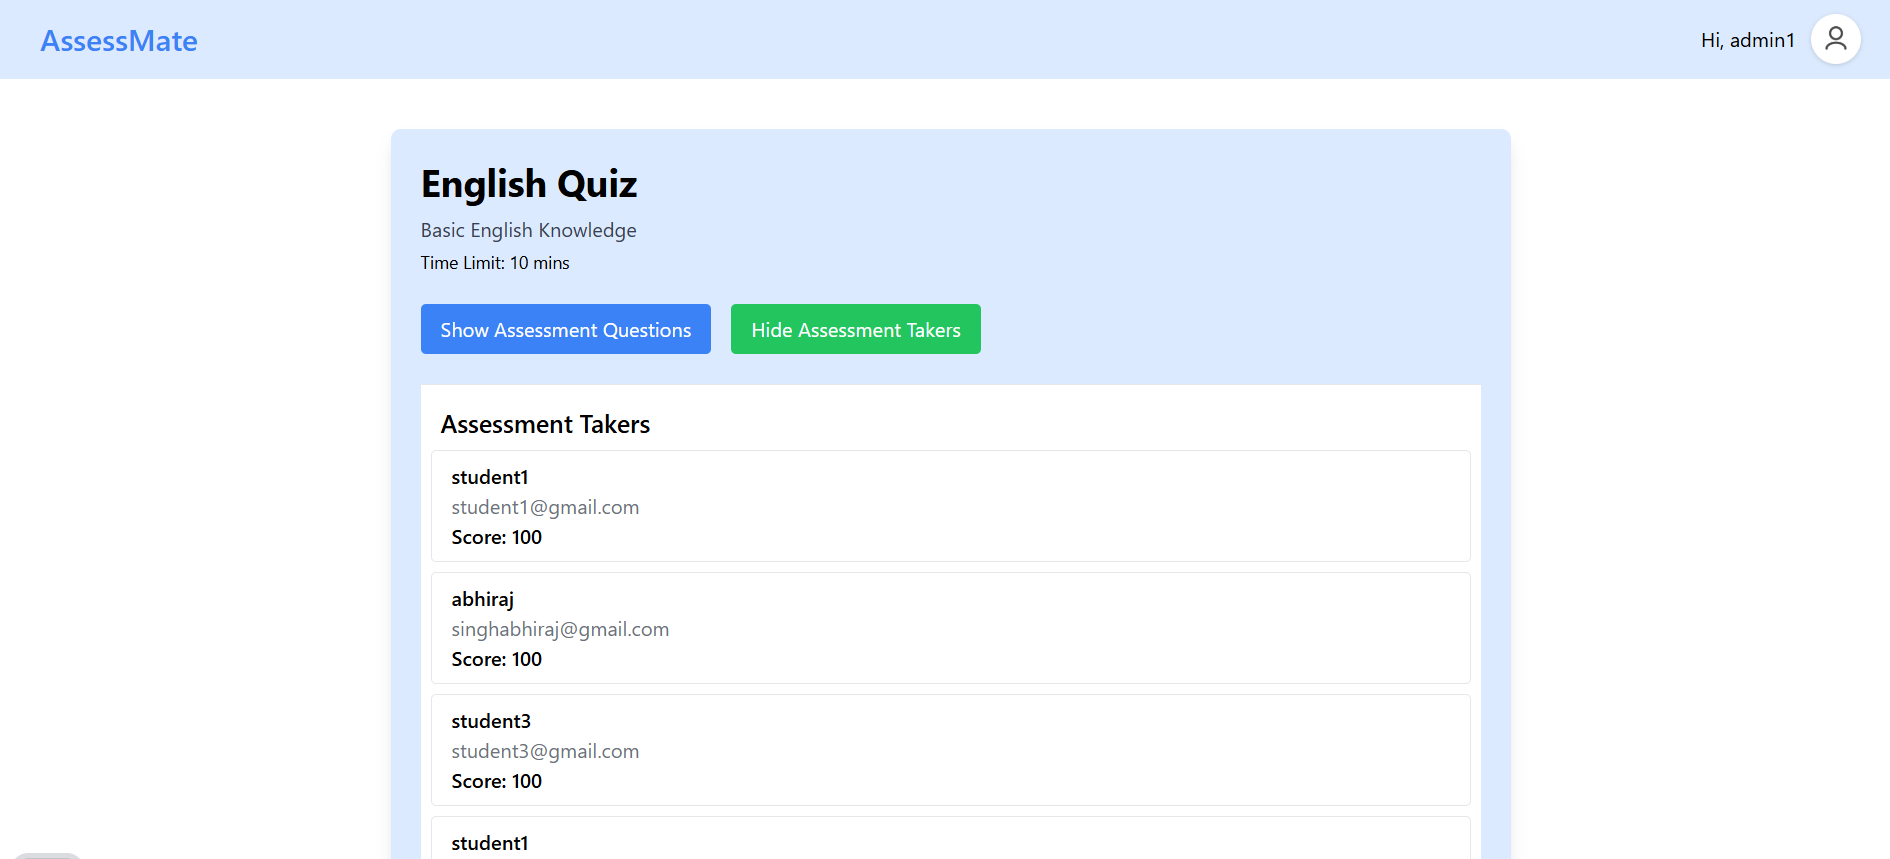 AssessMate
Hi, admin1
English Quiz
Basic English Knowledge
Time Limit: 10 mins
Show Assessment Questions
Hide Assessment Takers
Assessment Takers
student1
student1@gmail.com
Score: 100
abhiraj
singhabhiraj@gmail.com
Score: 100
student3
student3@gmail.com
Score: 100
student1